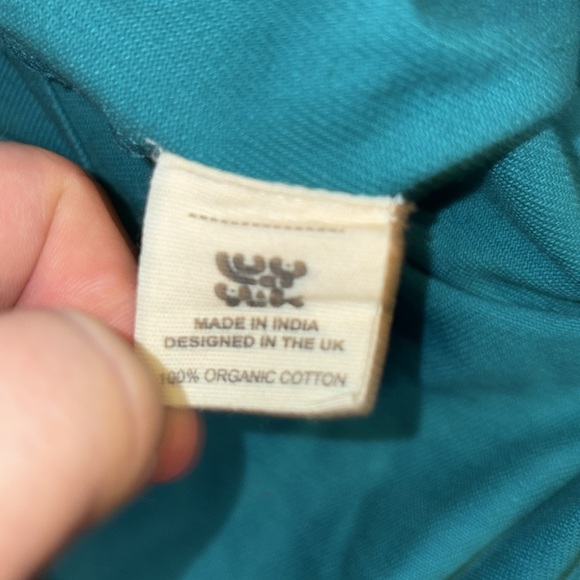 MADE IN INDIA
DESIGNED IN THE UK
100% ORGANIC COTTON